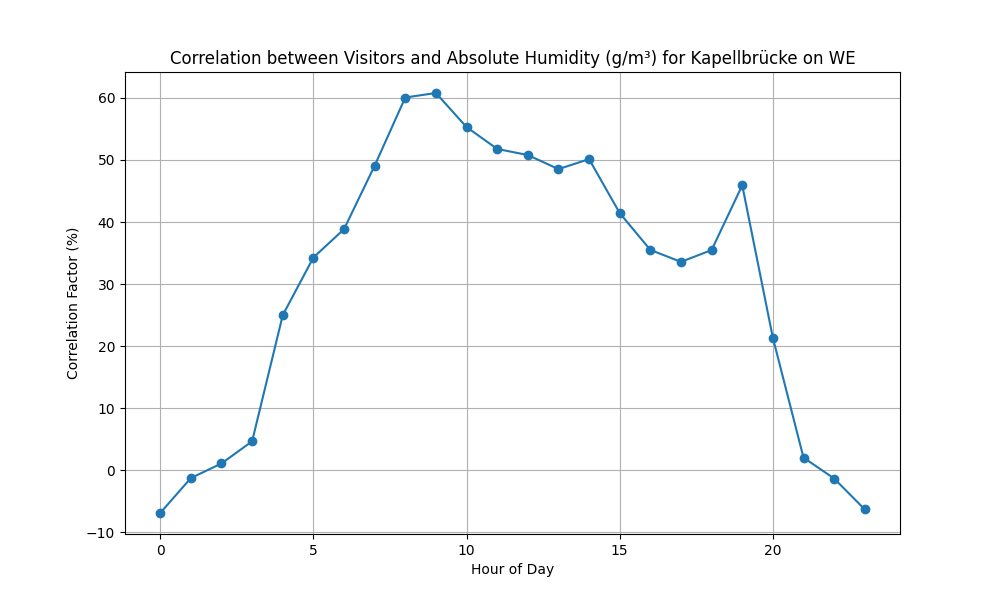 Correlation between Visitors and Absolute Humidity (g/m³) for Kapellbrücke on WE
Correlation Factor (%)
60
50
40
30
20
10
0
−10
0 5 10 15 20
Hour of Day